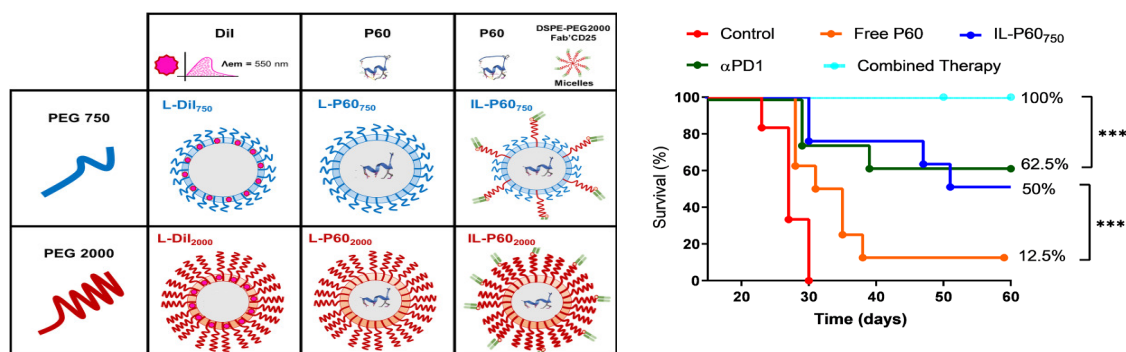 DiI
Λem = 550 nm
P60
P60
DSPE-PEG2000
Fab'CD25
Micelles
PEG 750
L-DiI750
L-P60750
IL-P60750
PEG 2000
L-DiI2000
L-P602000
IL-P602000
Control
Free P60
IL-P60750
αPD1
Combined Therapy
Survival (%)
100
80
60
40
20
0
100%
62.5%
50%
12.5%
***
***
20
30
40
50
60
Time (days)